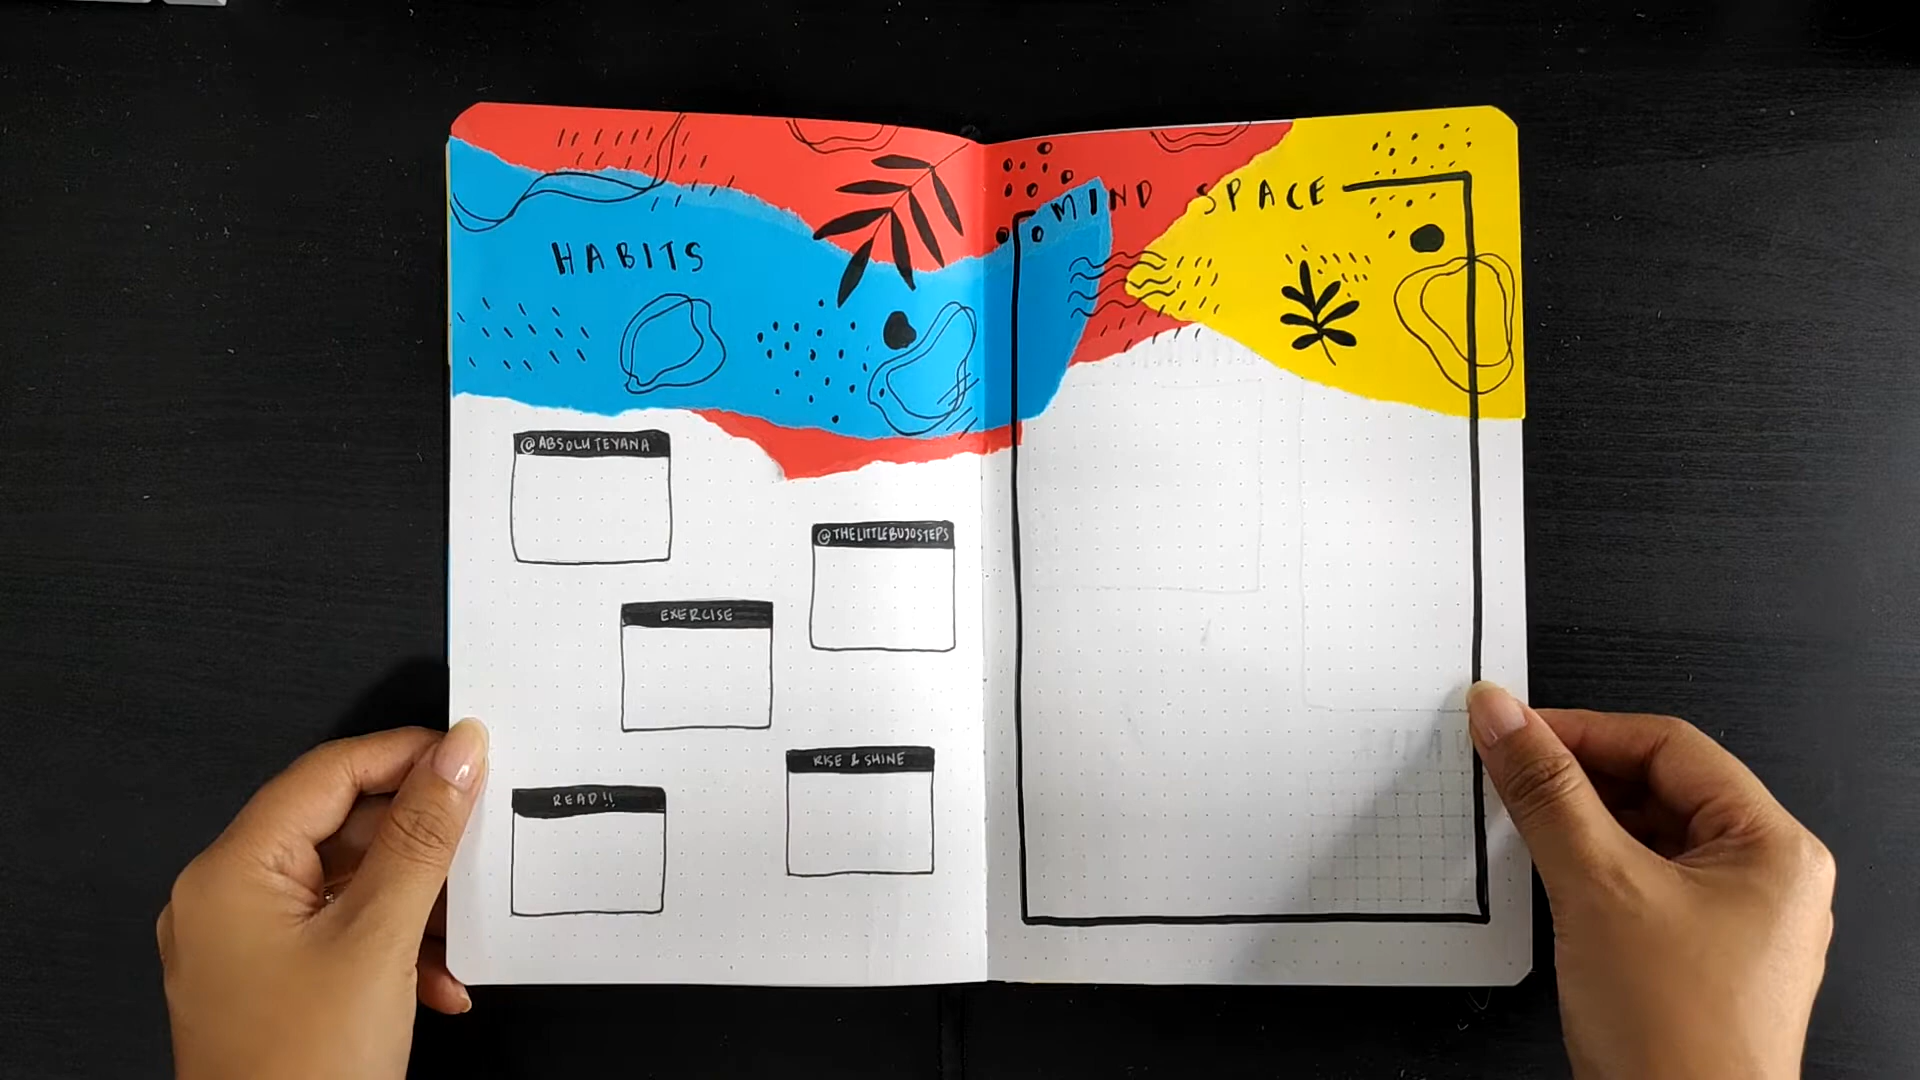 HABITS
@ABSOLUTEYANA
@THELITTLEBUJOSTEPS
EXERCISE
RISE & SHINE
READ!!
MIND SPACE